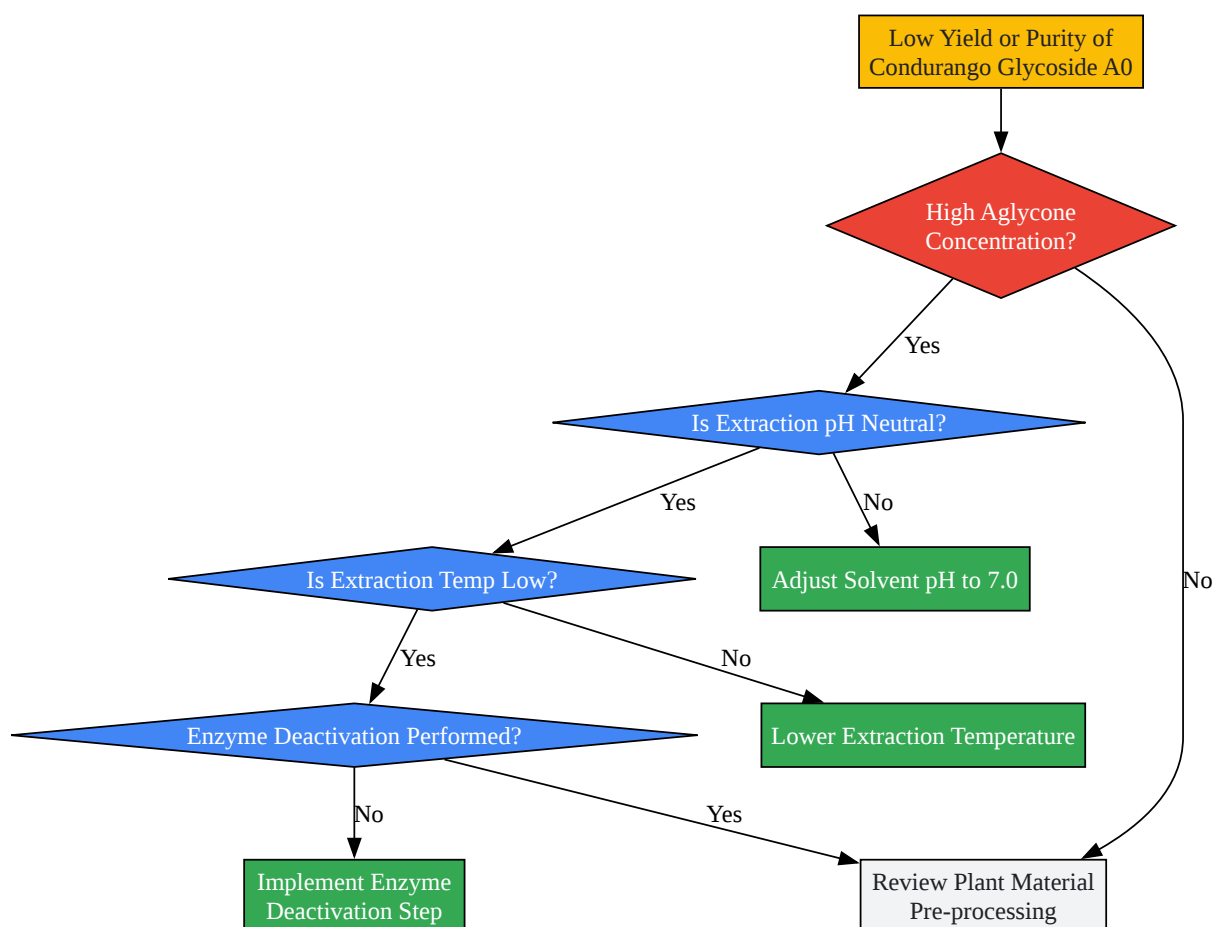 Low Yield or Purity of
Condurango Glycoside A0
High Aglycone
Concentration?
Yes
Is Extraction pH Neutral?
Yes
No
Is Extraction Temp Low?
Adjust Solvent pH to 7.0
No
Yes
No
Enzyme Deactivation Performed?
Lower Extraction Temperature
No
Yes
Implement Enzyme
Deactivation Step
Review Plant Material
Pre-processing